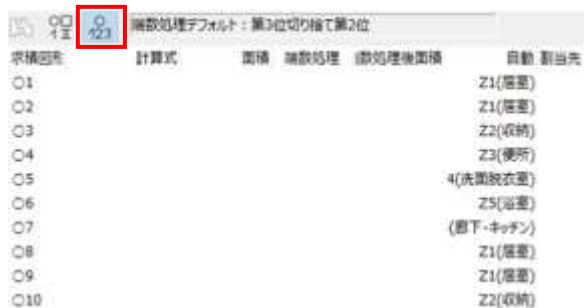 123 端数処理デフォルト：第3位切り捨て第2位
求積図形 計算式 面積 端数処理 数処理後面積 自動 割当先
○1 Z1(居室)
○2 Z1(居室)
○3 Z2(収納)
○4 Z3(便所)
○5 4(洗面脱衣室)
○6 Z5(浴室)
○7 (廊下・キッチン)
○8 Z1(居室)
○9 Z1(居室)
○10 Z2(収納)